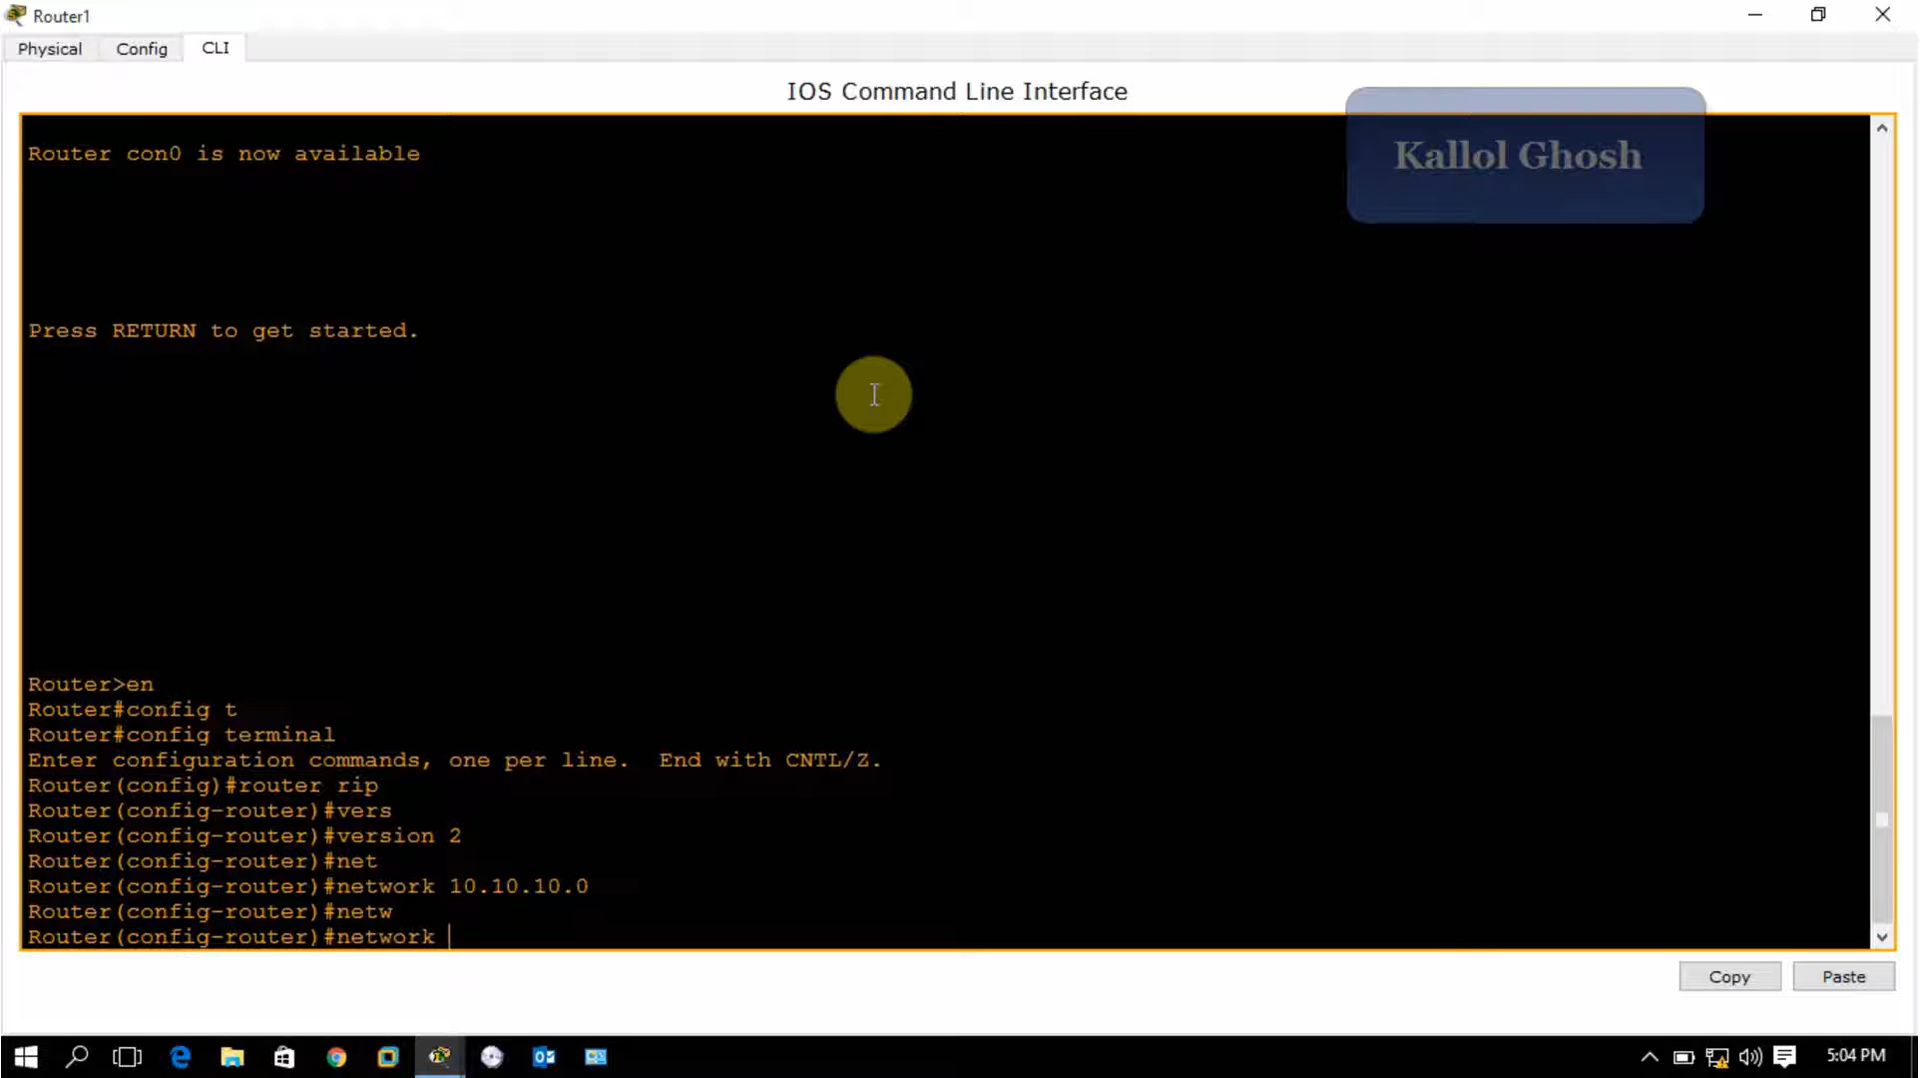 Router1
Physical
Config
CLI
IOS Command Line Interface
Kallol Ghosh
Router con0 is now available
Press RETURN to get started.
Router>en
Router#config t
Router#config terminal
Enter configuration commands, one per line.  End with CNTL/Z.
Router(config)#router rip
Router(config-router)#vers
Router(config-router)#version 2
Router(config-router)#net
Router(config-router)#network 10.10.10.0
Router(config-router)#netw
Router(config-router)#network
Copy
Paste
5:04 PM